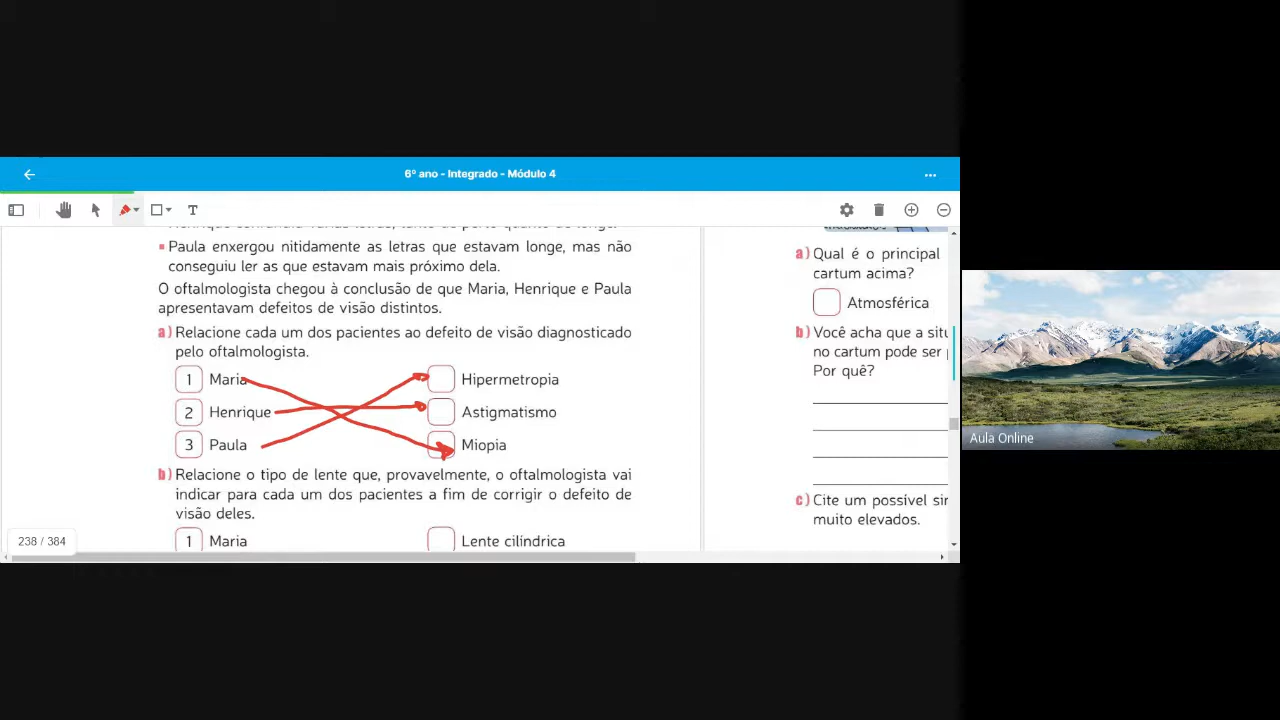 6º ano - Integrado - Módulo 4
T
Paula enxergou nitidamente as letras que estavam longe, mas não
conseguiu ler as que estavam mais próximo dela.
O oftalmologista chegou à conclusão de que Maria, Henrique e Paula
apresentavam defeitos de visão distintos.
a) Relacione cada um dos pacientes ao defeito de visão diagnosticado
pelo oftalmologista.
1 Maria
Hipermetropia
2 Henrique
Astigmatismo
3 Paula
Miopia
b) Relacione o tipo de lente que, provavelmente, o oftalmologista vai
indicar para cada um dos pacientes a fim de corrigir o defeito de
visão deles.
1 Maria
Lente cilíndrica
238 / 384
a) Qual é o principal
cartum acima?
Atmosférica
b) Você acha que a situ
no cartum pode ser
Por quê?
c) Cite um possível sin
muito elevados.
Aula Online